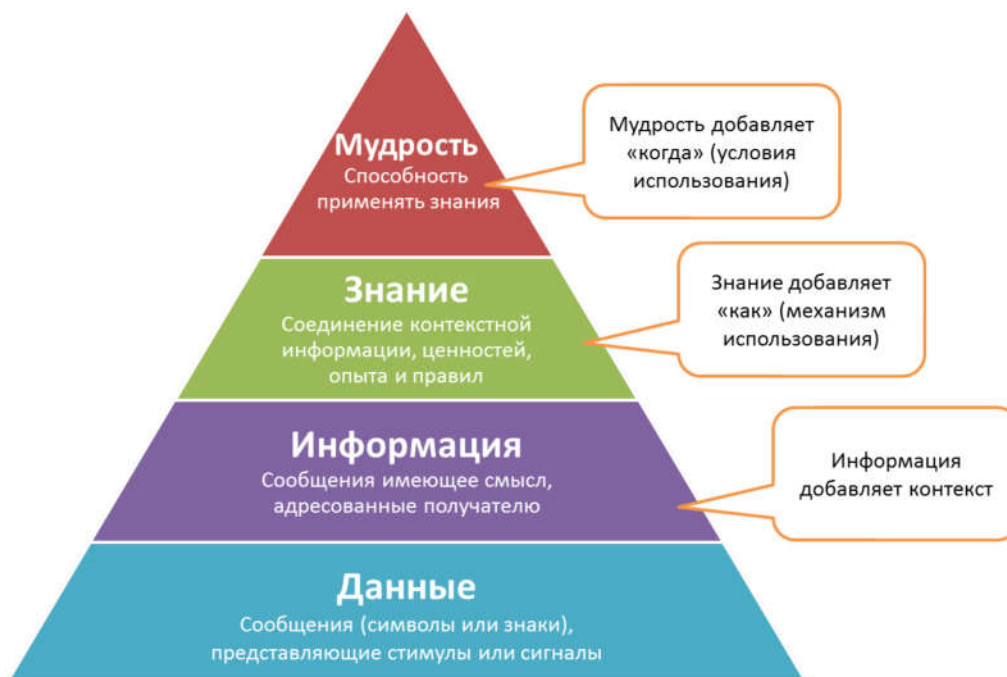 Мудрость
Способность
применять знания
Мудрость добавляет
«когда» (условия
использования)
Знание
Соединение контекстной
информации, ценностей,
опыта и правил
Знание добавляет
«как» (механизм
использования)
Информация
Сообщения имеющее смысл,
адресованные получателю
Информация
добавляет контекст
Данные
Сообщения (символы или знаки),
представляющие стимулы или сигналы